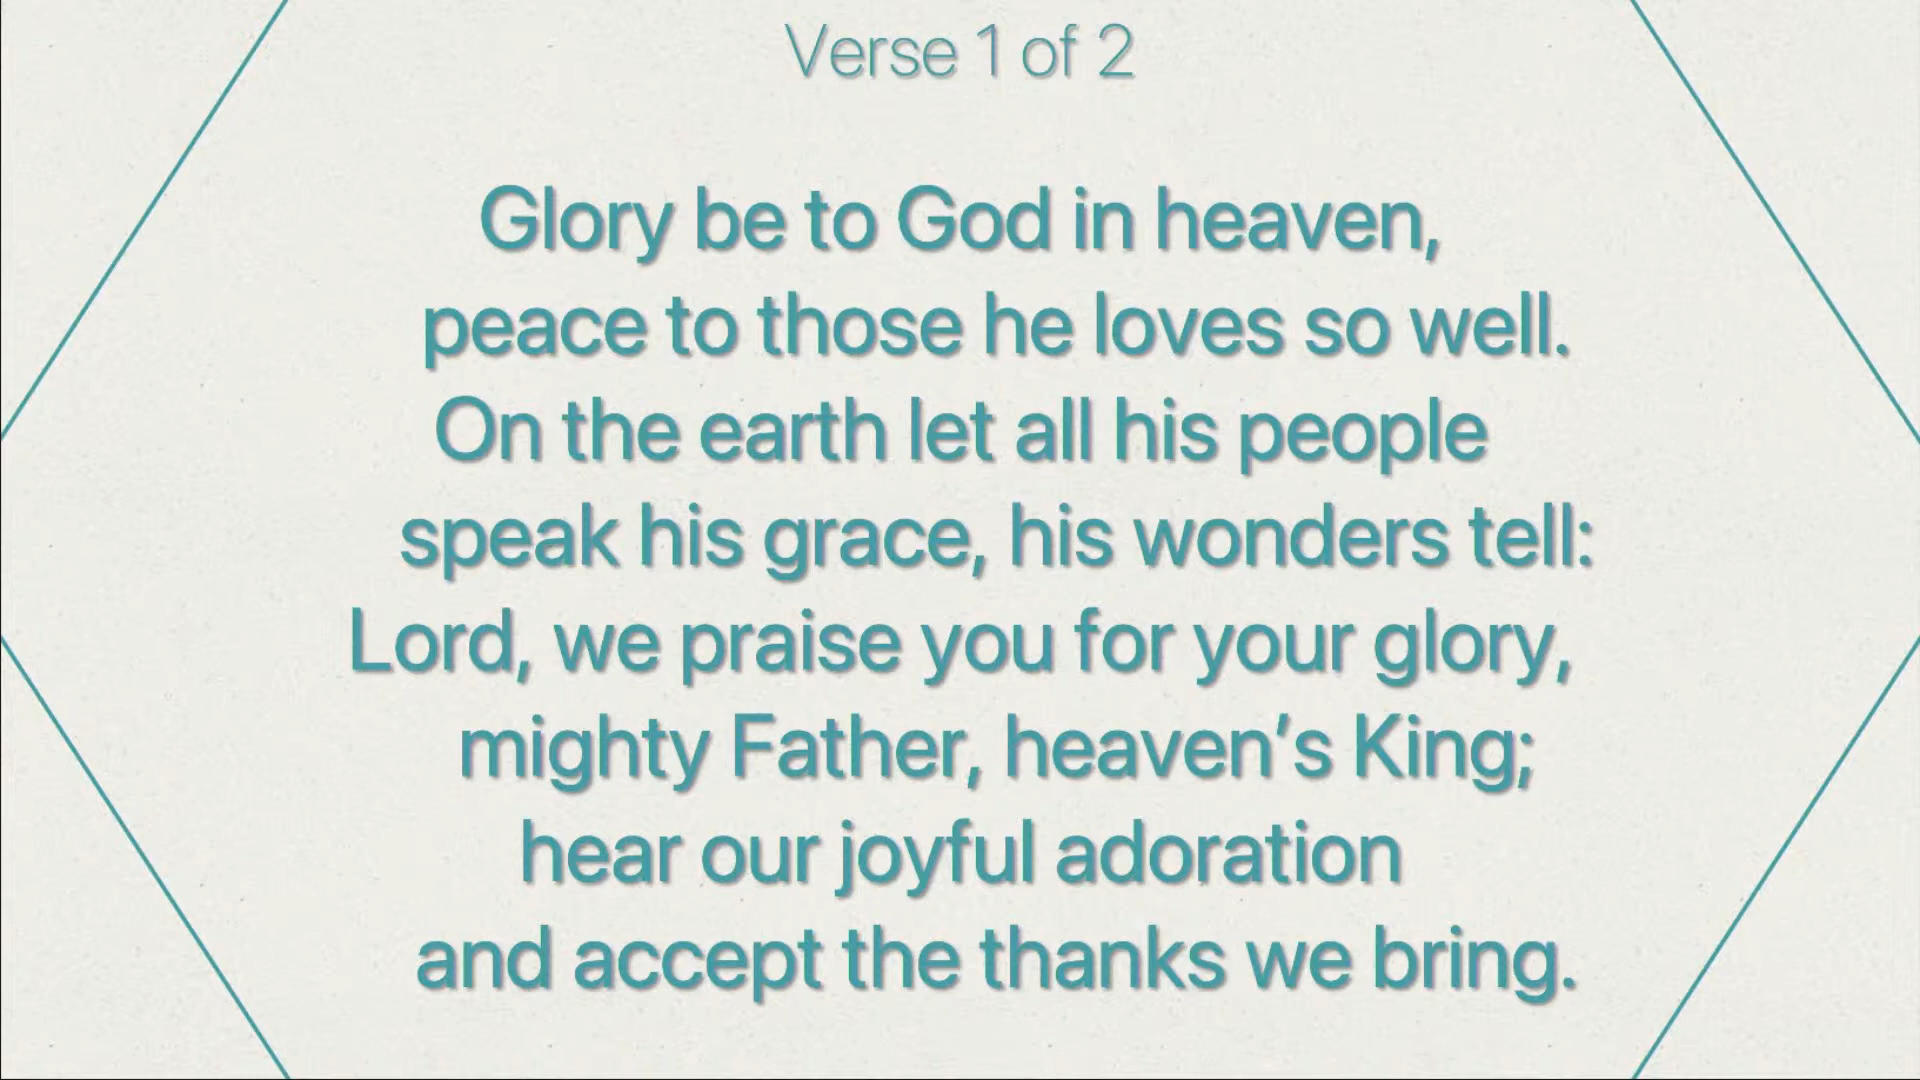 Verse 1 of 2
Glory be to God in heaven,
peace to those he loves so well.
On the earth let all his people
speak his grace, his wonders tell:
Lord, we praise you for your glory,
mighty Father, heaven’s King;
hear our joyful adoration
and accept the thanks we bring.